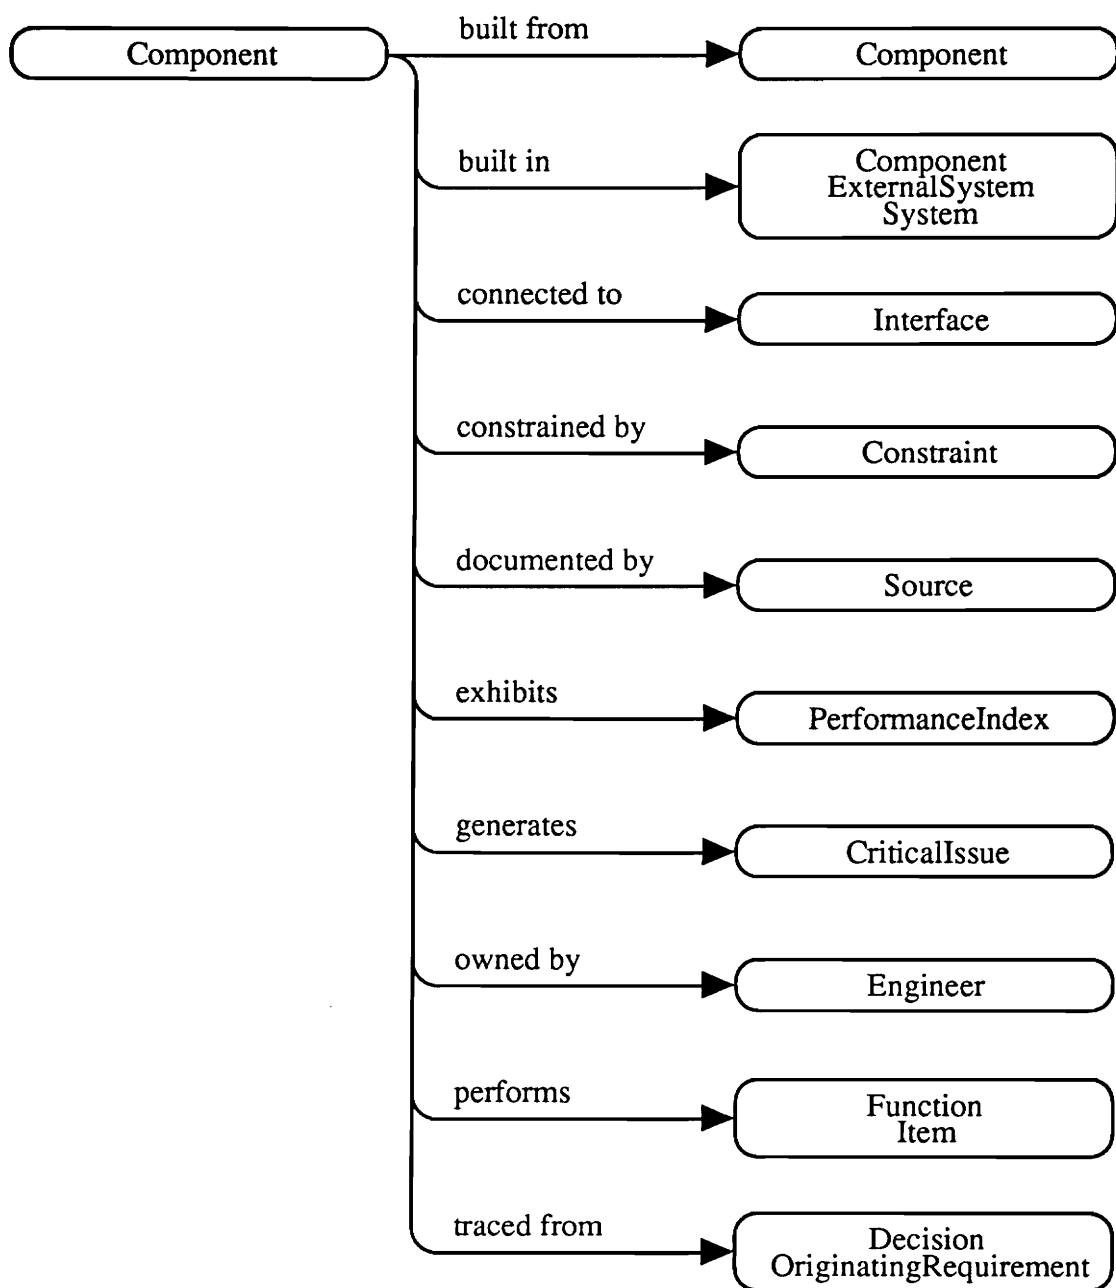 Component
built from
Component
built in
Component
ExternalSystem
System
connected to
Interface
constrained by
Constraint
documented by
Source
exhibits
PerformanceIndex
generates
CriticalIssue
owned by
Engineer
performs
Function
Item
traced from
Decision
OriginatingRequirement